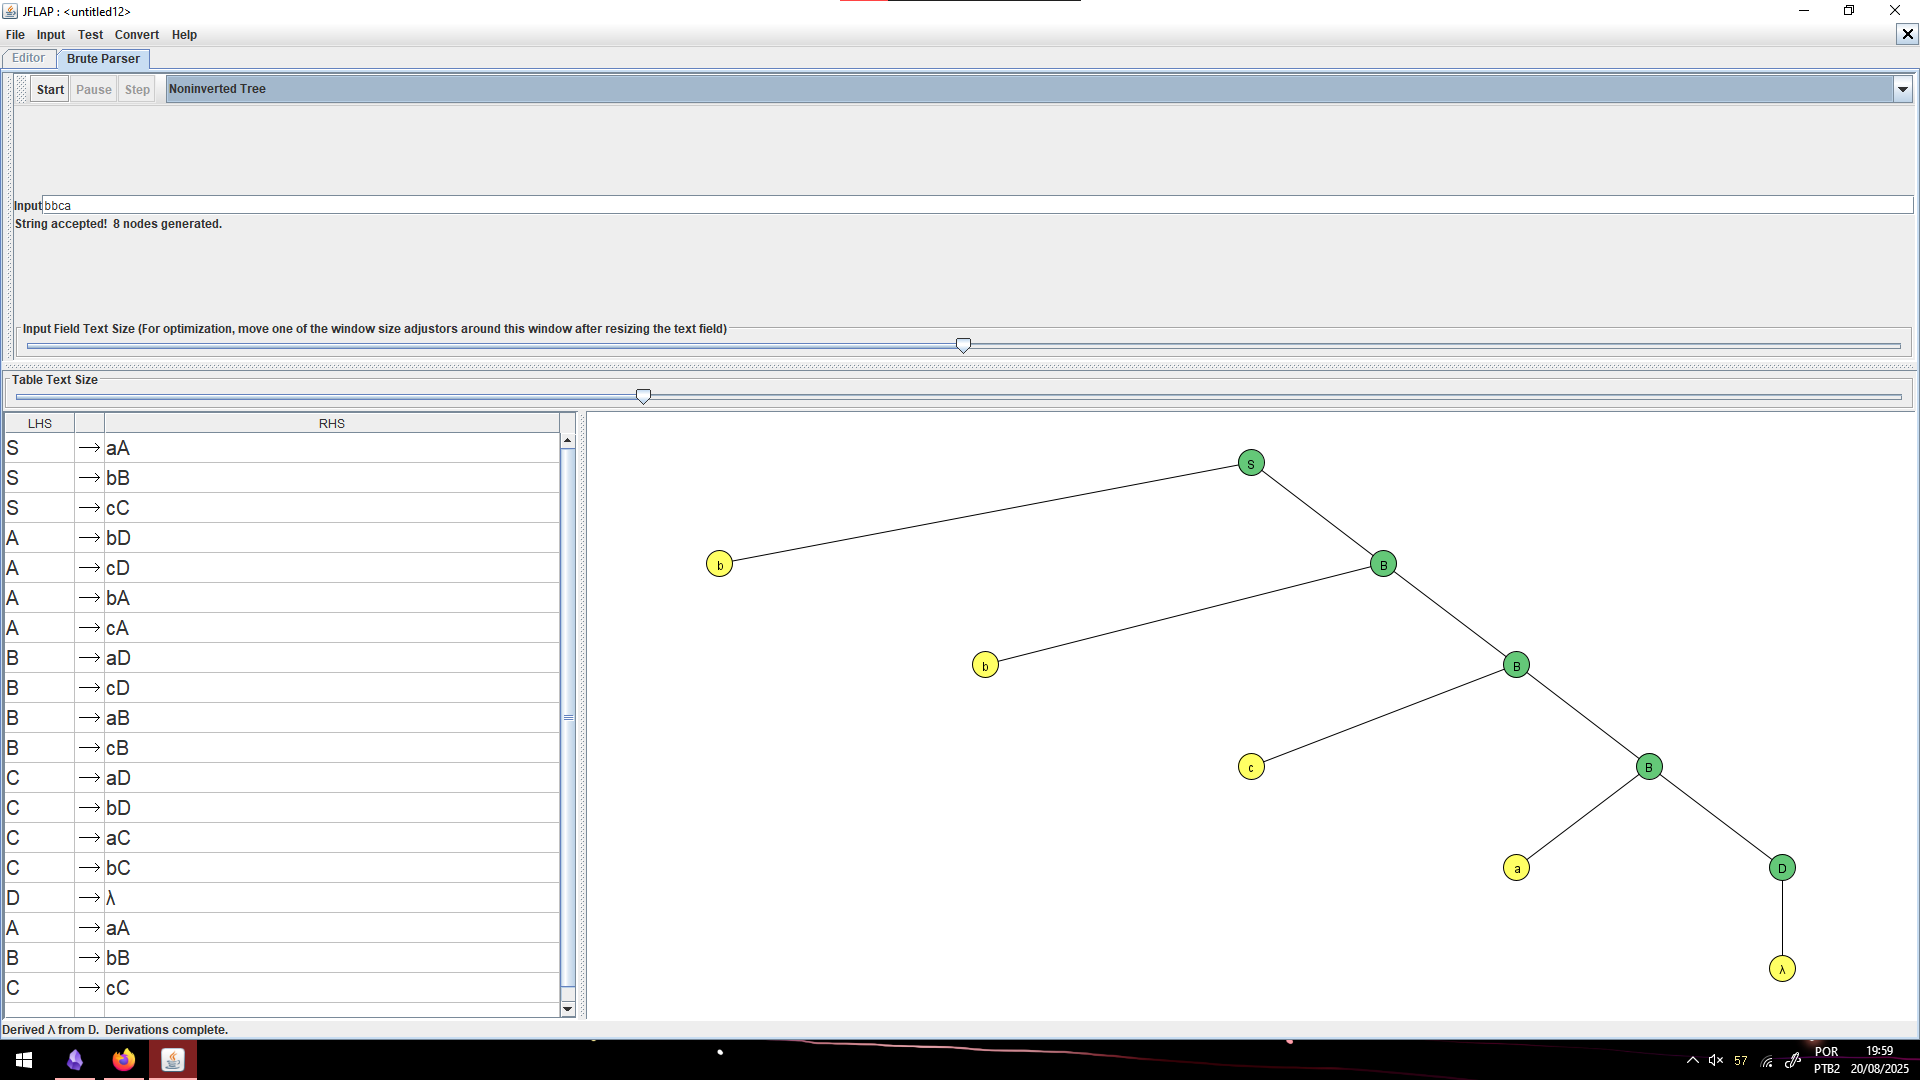 JFLAP : <untitled12>
File Input Test Convert Help
Editor Brute Parser
Start Pause Step Noninverted Tree
Input bbca
String accepted! 8 nodes generated.
Input Field Text Size (For optimization, move one of the window size adjustors around this window after resizing the text field)
Table Text Size
LHS RHS
S → aA
S → bB
S → cC
A → bD
A → cD
A → bA
A → cA
B → aD
B → cD
B → aB
B → cB
C → aD
C → bD
C → aC
C → bC
D → λ
A → aA
B → bB
C → cC
S
b B
b B
c B
a D
λ
Derived λ from D. Derivations complete.
57 POR 19:59
PTB2 20/08/2025